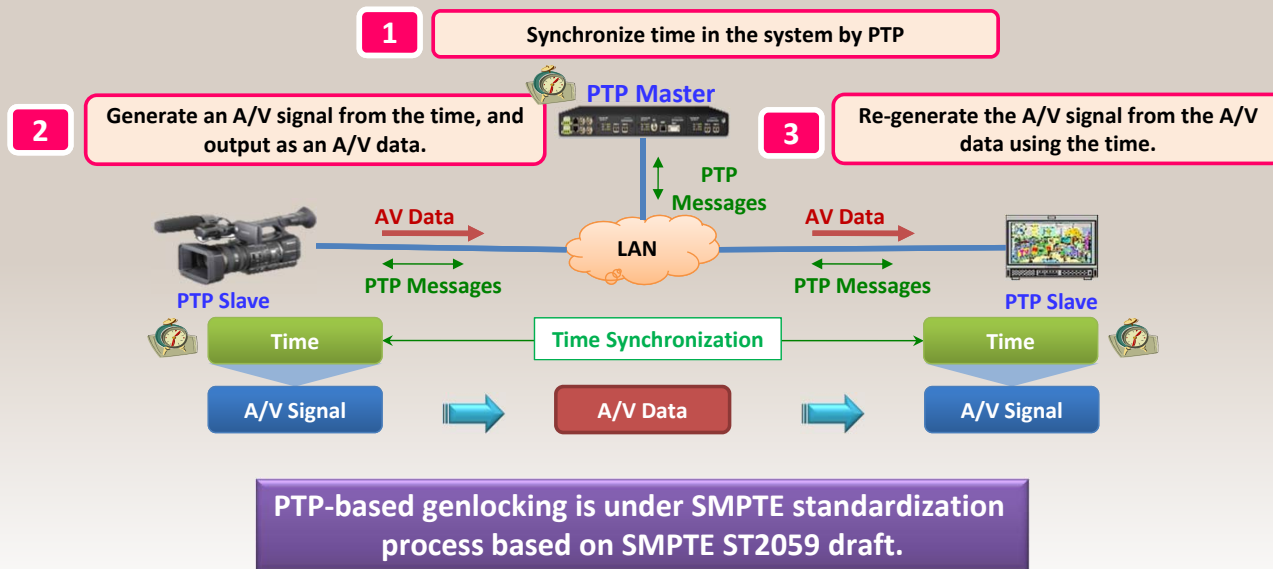 1
Synchronize time in the system by PTP
PTP Master
2
Generate an A/V signal from the time, and
output as an A/V data.
3
Re-generate the A/V signal from the A/V
data using the time.
PTP
Messages
AV Data
LAN
AV Data
PTP Messages
PTP Messages
PTP Slave
PTP Slave
Time
Time Synchronization
Time
A/V Signal
A/V Data
A/V Signal
PTP-based genlocking is under SMPTE standardization
process based on SMPTE ST2059 draft.